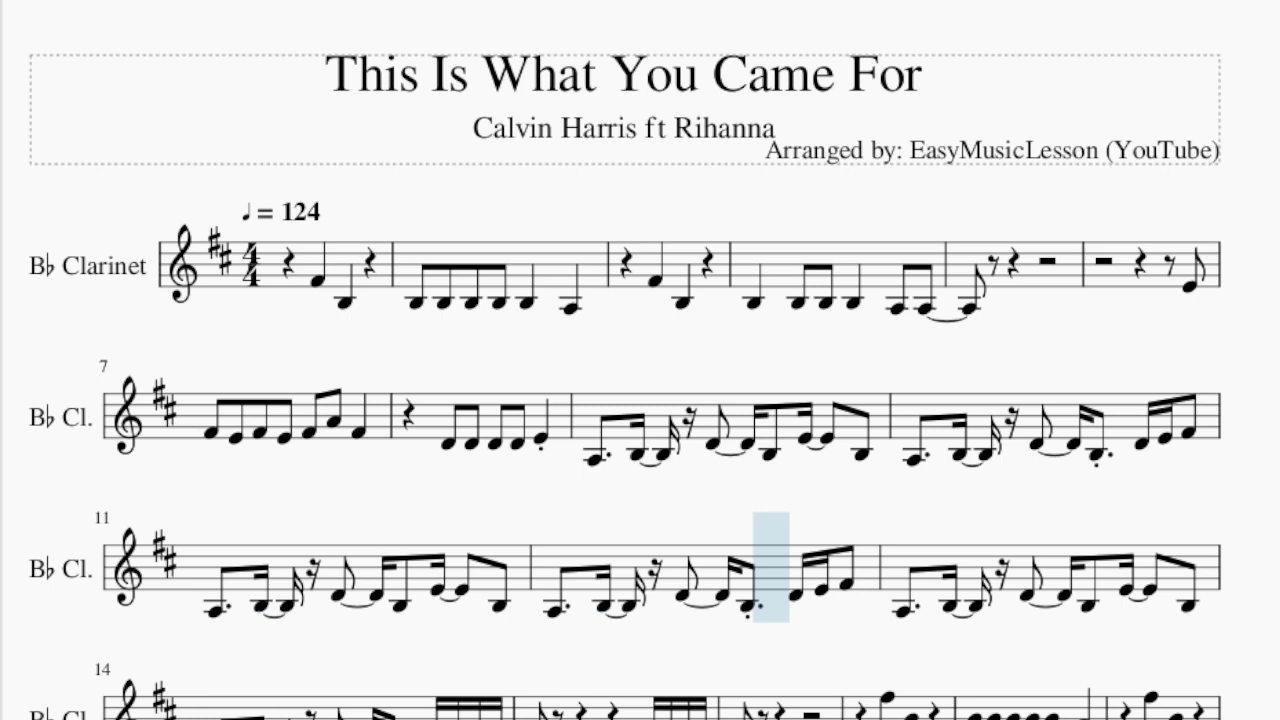 This Is What You Came For
Calvin Harris ft Rihanna
Arranged by: EasyMusicLesson (YouTube)
♩ = 124
B♭ Clarinet
4
4
7
B♭ Cl.
11
B♭ Cl.
14
B♭ Cl.